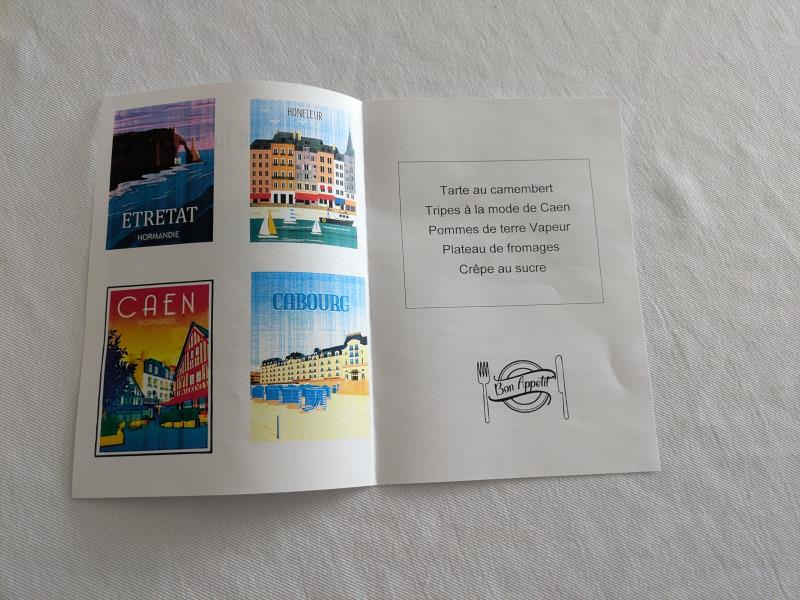 ETRETAT
NORMANDIE
HONFLEUR
CAEN
CABOURG
Tarte au camembert
Tripes à la mode de Caen
Pommes de terre Vapeur
Plateau de fromages
Crêpe au sucre
Bon Appétit